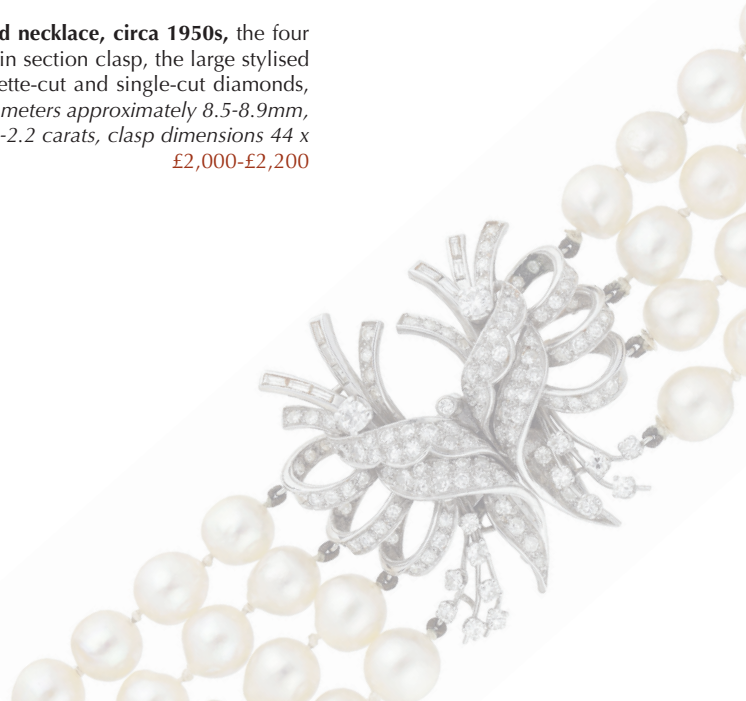 d necklace, circa 1950s, the four
in section clasp, the large stylised
ette-cut and single-cut diamonds,
meters approximately 8.5-8.9mm,
-2.2 carats, clasp dimensions 44 x
£2,000-£2,200